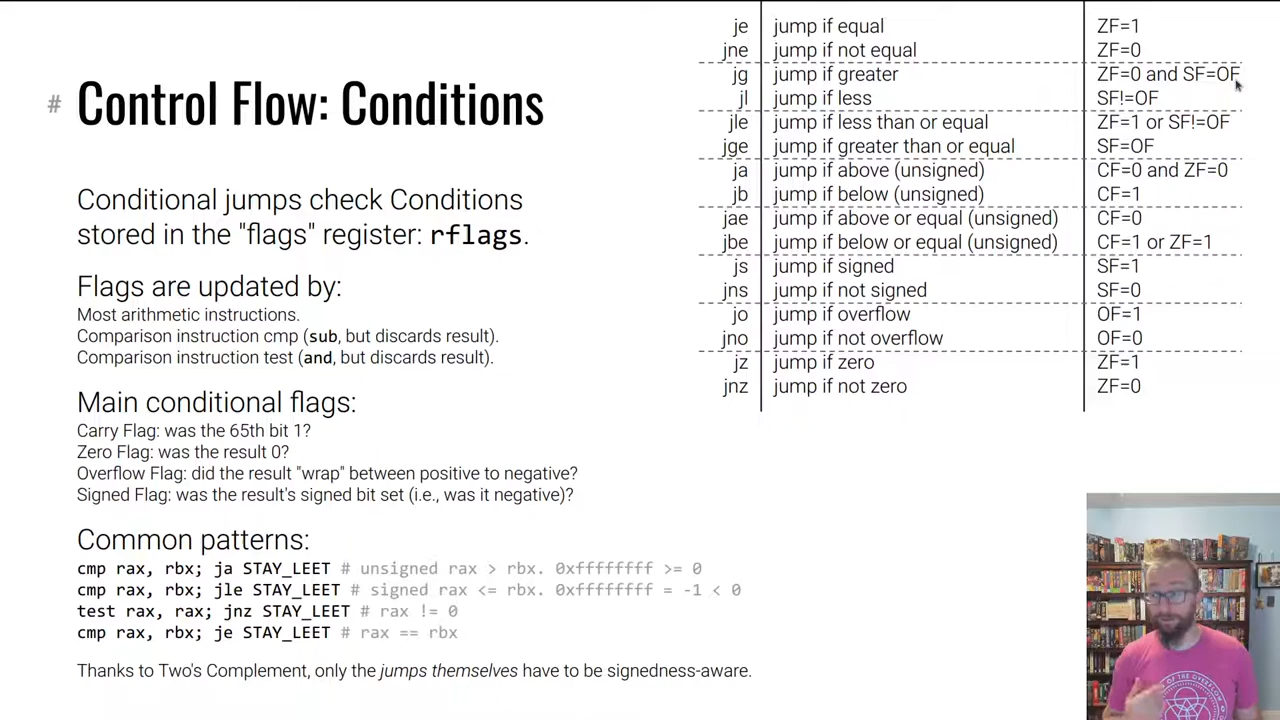 # Control Flow: Conditions
Conditional jumps check Conditions
stored in the "flags" register: rflags.
Flags are updated by:
Most arithmetic instructions.
Comparison instruction cmp (sub, but discards result).
Comparison instruction test (and, but discards result).
Main conditional flags:
Carry Flag: was the 65th bit 1?
Zero Flag: was the result 0?
Overflow Flag: did the result "wrap" between positive to negative?
Signed Flag: was the result's signed bit set (i.e., was it negative)?
Common patterns:
cmp rax, rbx; ja STAY_LEET # unsigned rax > rbx. 0xffffffff >= 0
cmp rax, rbx; jle STAY_LEET # signed rax <= rbx. 0xffffffff = -1 < 0
test rax, rax; jnz STAY_LEET # rax != 0
cmp rax, rbx; je STAY_LEET # rax == rbx
Thanks to Two's Complement, only the jumps themselves have to be signedness-aware.
je jump if equal ZF=1
jne jump if not equal ZF=0
jg jump if greater ZF=0 and SF=OF
jl jump if less SF!=OF
jle jump if less than or equal ZF=1 or SF!=OF
jge jump if greater than or equal SF=OF
ja jump if above (unsigned) CF=0 and ZF=0
jb jump if below (unsigned) CF=1
jae jump if above or equal (unsigned) CF=0
jbe jump if below or equal (unsigned) CF=1 or ZF=1
js jump if signed SF=1
jns jump if not signed SF=0
jo jump if overflow OF=1
jno jump if not overflow OF=0
jz jump if zero ZF=1
jnz jump if not zero ZF=0